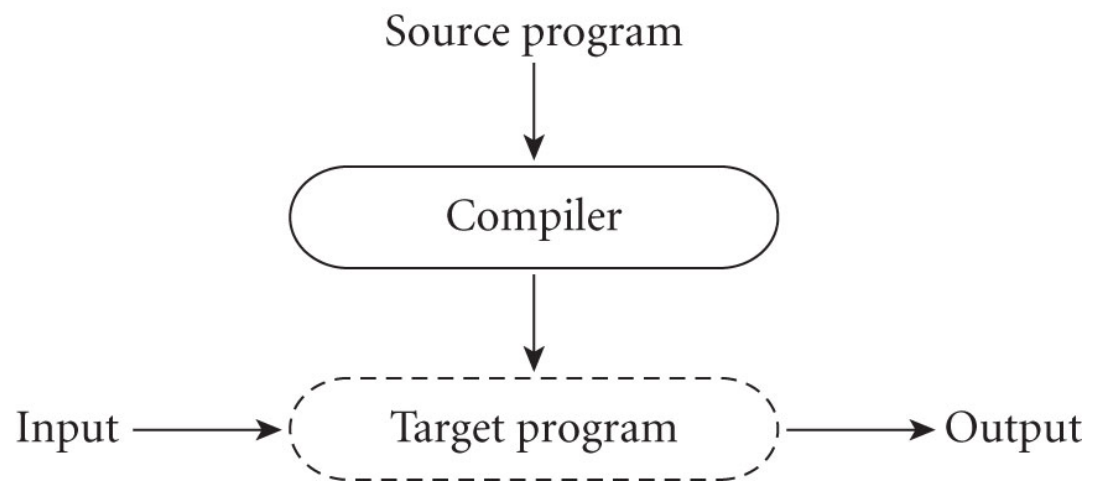 Source program
Compiler
Input
Target program
Output